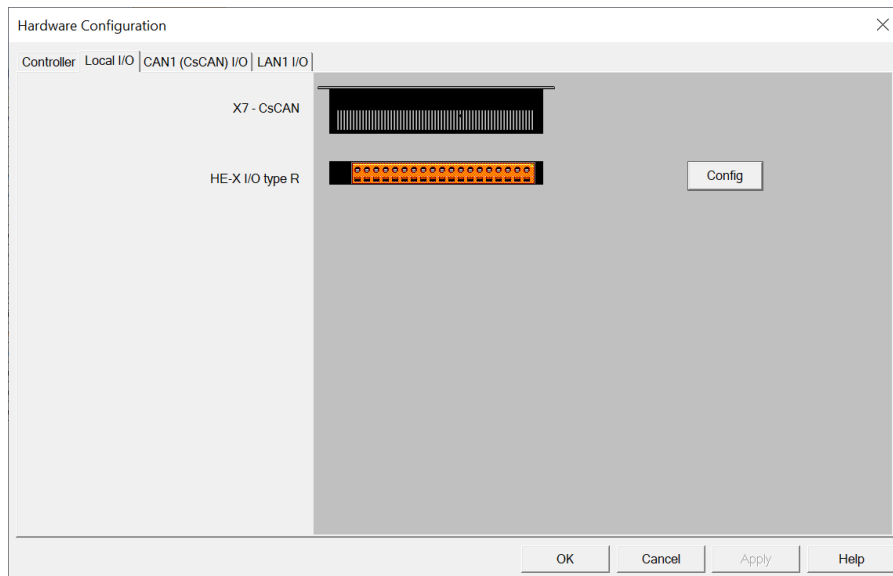 Hardware Configuration
Controller Local I/O CAN1 (CsCAN) I/O LAN1 I/O
X7 - CsCAN
HE-X I/O type R
Config
OK Cancel Apply Help